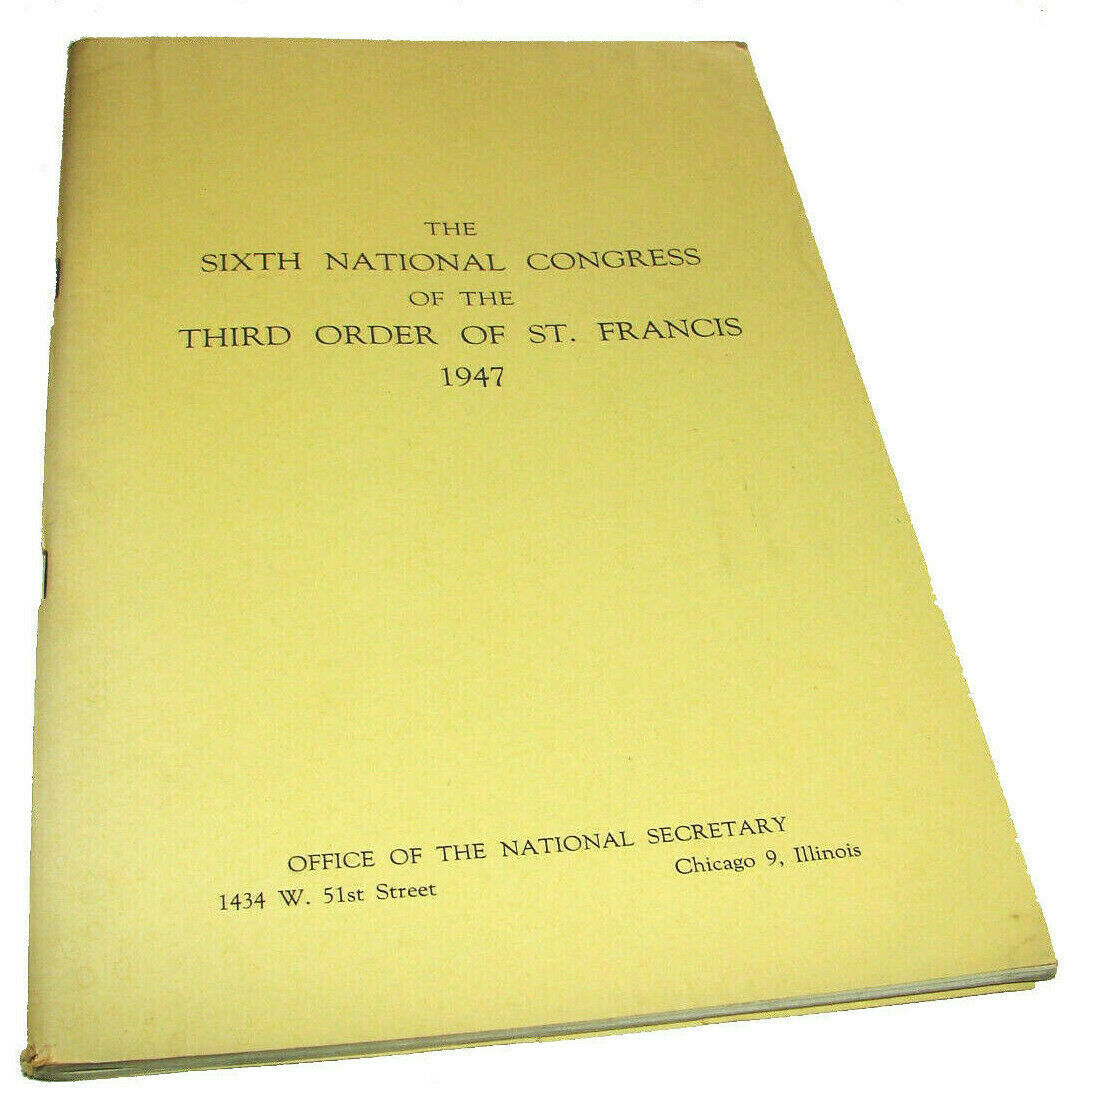 THE
SIXTH NATIONAL CONGRESS
OF THE
THIRD ORDER OF ST. FRANCIS
1947
OFFICE OF THE NATIONAL SECRETARY
1434 W. 51st Street Chicago 9, Illinois